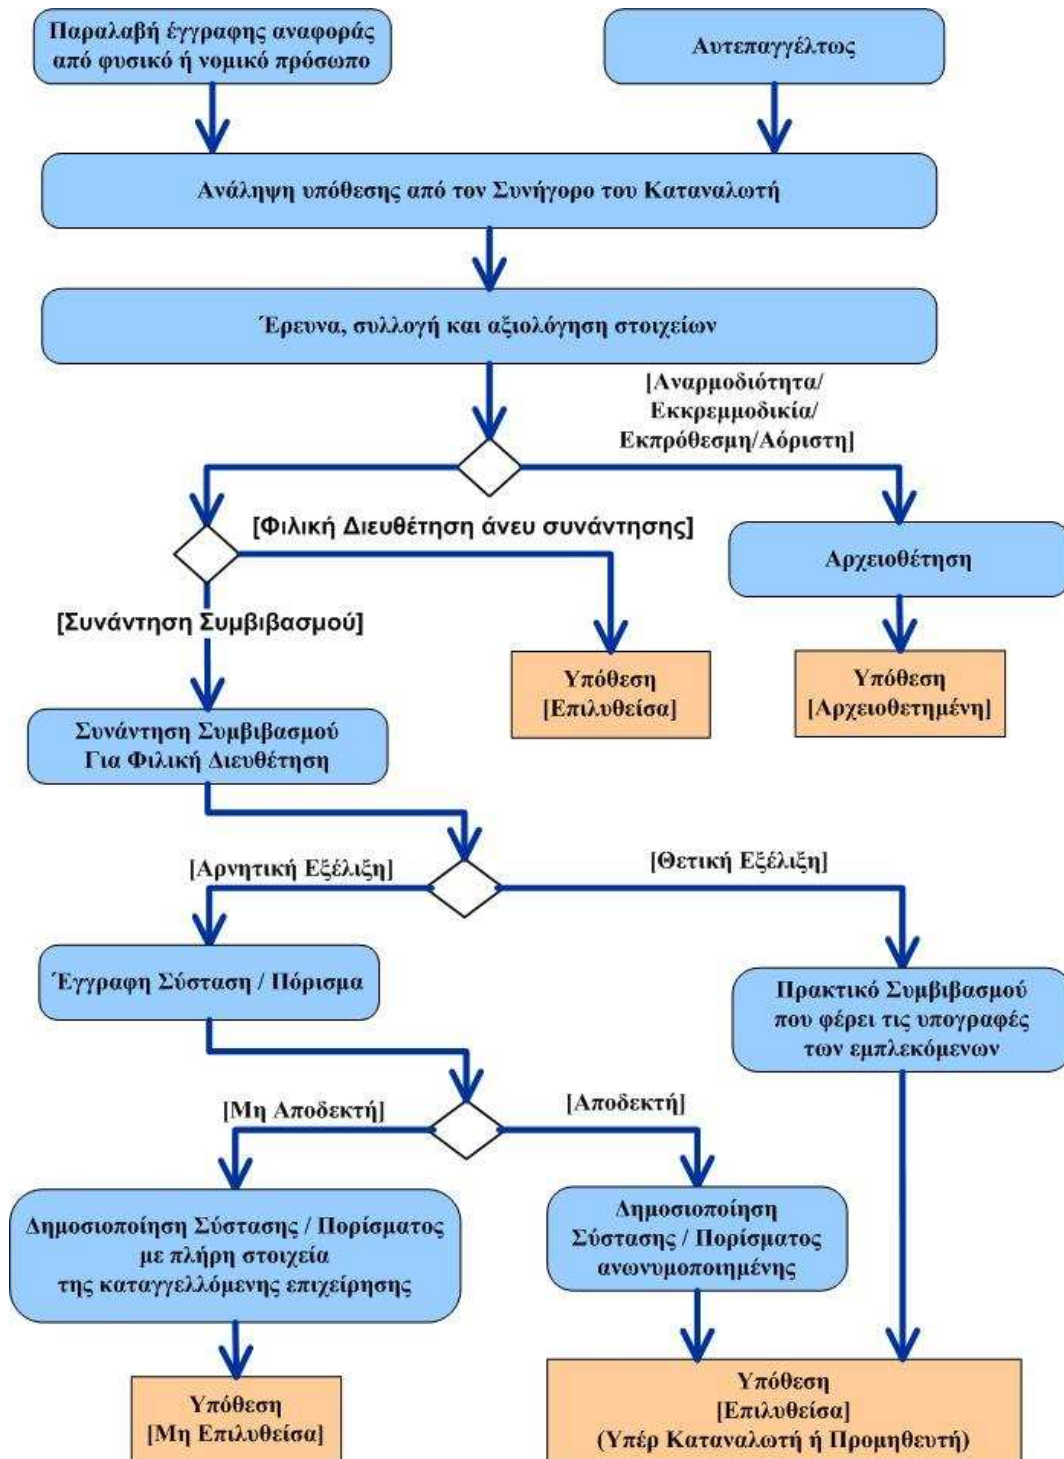 Παραλαβή έγγραφης αναφοράς
από φυσικό ή νομικό πρόσωπο
Αυτεπαγγέλτως
Ανάληψη υπόθεσης από τον Συνήγορο του Καταναλωτή
Έρευνα, συλλογή και αξιολόγηση στοιχείων
[Αναρμοδιότητα/
Εκκρεμμοδικία/
Εκπρόθεσμη/Αόριστη]
[Φιλική Διευθέτηση άνευ συνάντησης]
Αρχειοθέτηση
[Συνάντηση Συμβιβασμού]
Υπόθεση
[Επιλυθείσα]
Υπόθεση
[Αρχειοθετημένη]
Συνάντηση Συμβιβασμού
Για Φιλική Διευθέτηση
[Αρνητική Εξέλιξη]
[Θετική Εξέλιξη]
Έγγραφη Σύσταση / Πόρισμα
Πρακτικό Συμβιβασμού
που φέρει τις υπογραφές
των εμπλεκόμενων
[Μη Αποδεκτή]
[Αποδεκτή]
Δημοσιοποίηση Σύστασης / Πορίσματος
με πλήρη στοιχεία
της καταγγελλόμενης επιχείρησης
Δημοσιοποίηση
Σύστασης / Πορίσματος
ανωνυμοποιημένης
Υπόθεση
[Μη Επιλυθείσα]
Υπόθεση
[Επιλυθείσα]
(Υπέρ Καταναλωτή ή Προμηθευτή)